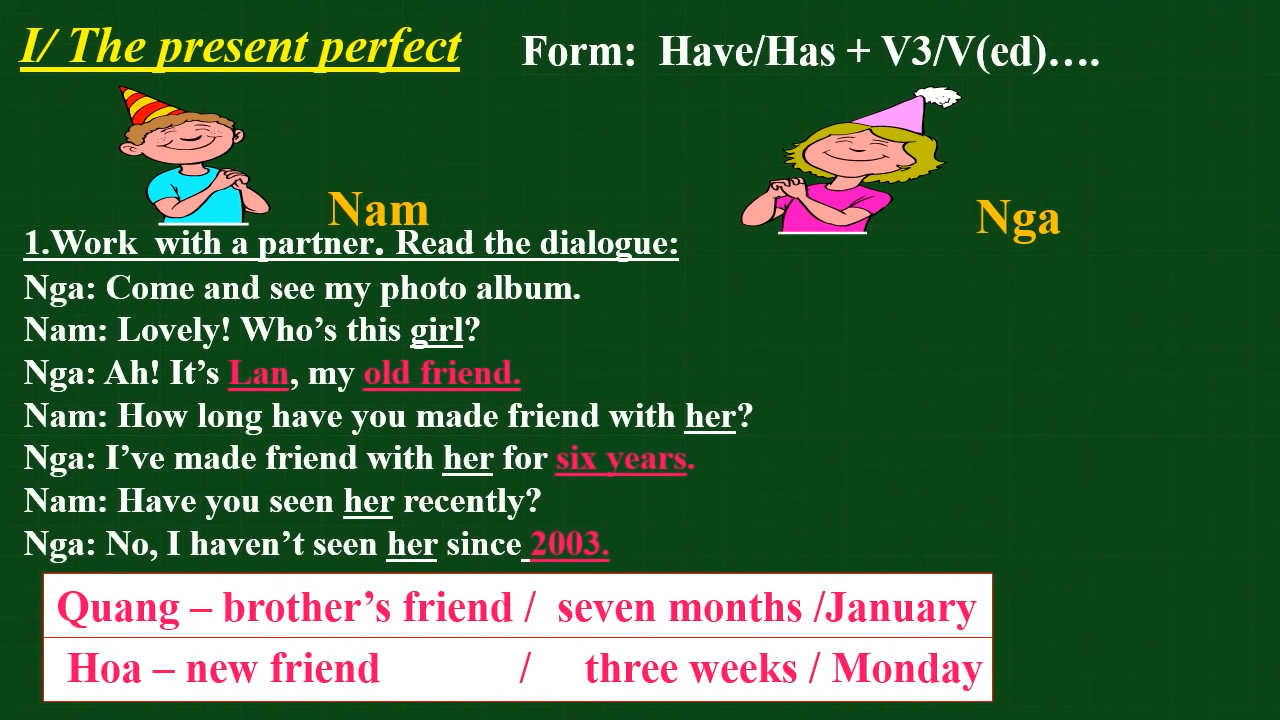 I/ The present perfect
Form: Have/Has + V3/V(ed)….
Nam
Nga
1.Work with a partner. Read the dialogue:
Nga: Come and see my photo album.
Nam: Lovely! Who’s this girl?
Nga: Ah! It’s Lan, my old friend.
Nam: How long have you made friend with her?
Nga: I’ve made friend with her for six years.
Nam: Have you seen her recently?
Nga: No, I haven’t seen her since 2003.
Quang – brother’s friend / seven months /January
Hoa – new friend / three weeks / Monday